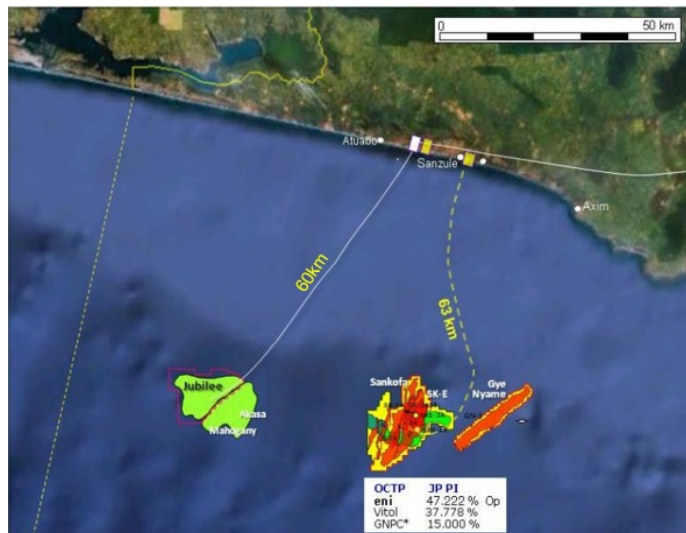 0 50 km
Atuabo
Sanzule
Axim
60km
63 km
Jubilee
Akasa
Mahogany
Sankofa
SK-E
Gye
Nyame
OCTP JP PI
eni 47.222 % Op
Vitol 37.778 %
GNPC* 15.000 %